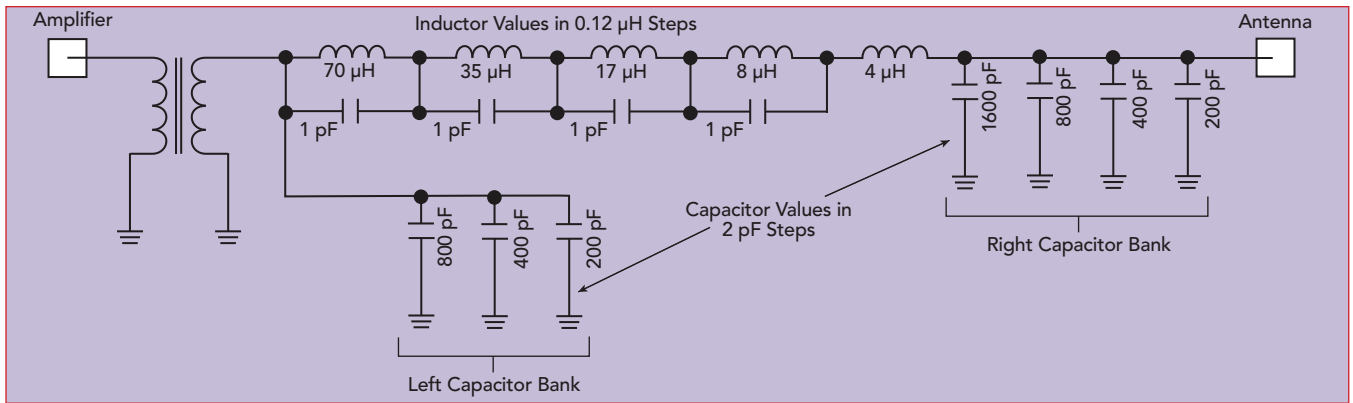 Amplifier
Inductor Values in 0.12 µH Steps
Antenna
70 µH
35 µH
17 µH
8 µH
4 µH
1 pF
1 pF
1 pF
1 pF
1600 pF
800 pF
400 pF
200 pF
Capacitor Values in
2 pF Steps
800 pF
400 pF
200 pF
Right Capacitor Bank
Left Capacitor Bank